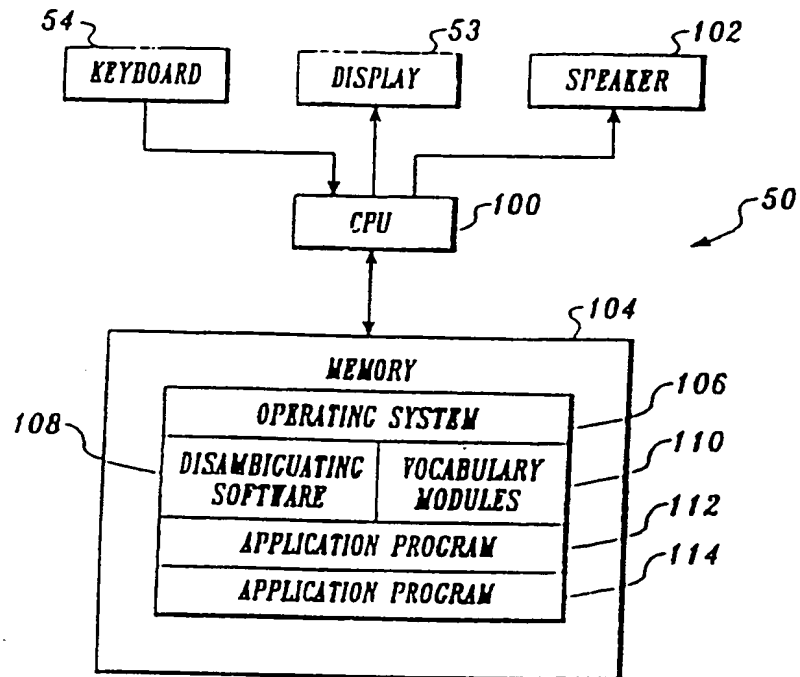 54
53
102
KEYBOARD
DISPLAY
SPEAKER
CPU
100
50
104
MEMORY
106
OPERATING SYSTEM
108
110
DISAMBIGUATING
SOFTWARE
VOCABULARY
MODULES
112
APPLICATION PROGRAM
114
APPLICATION PROGRAM